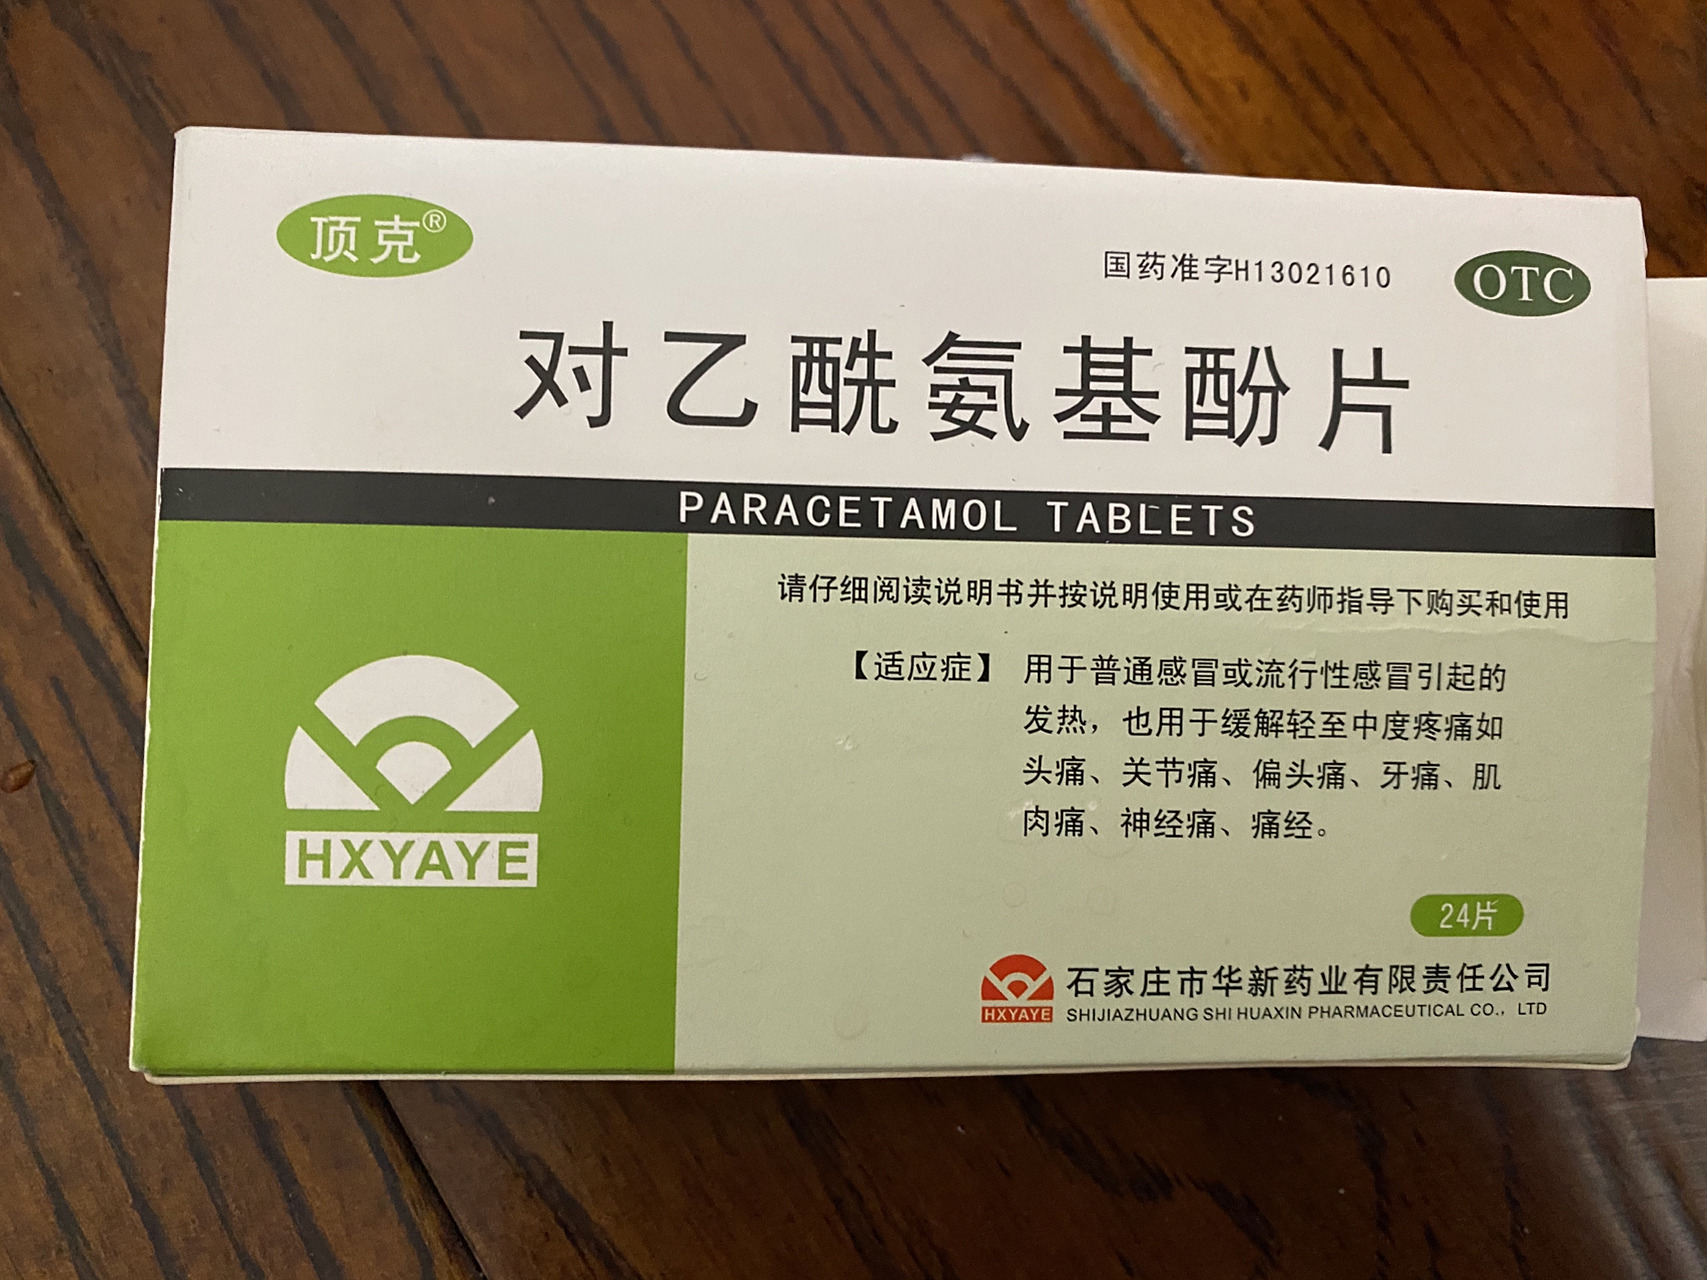 顶克®
国药准字H13021610
OTC
对乙酰氨基酚片
PARACETAMOL TABLETS
请仔细阅读说明书并按说明使用或在药师指导下购买和使用
【适应症】 用于普通感冒或流行性感冒引起的
发热，也用于缓解轻至中度疼痛如
头痛、关节痛、偏头痛、牙痛、肌
肉痛、神经痛、痛经。
HXYAYE
24片
石家庄市华新药业有限责任公司
HXYAYE
SHIJIAZHUANG SHI HUAXIN PHARMACEUTICAL CO., LTD